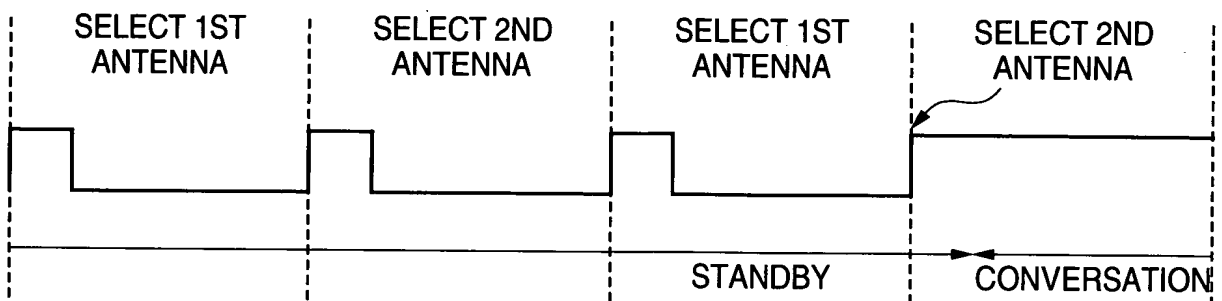 SELECT 1ST
ANTENNA
SELECT 2ND
ANTENNA
SELECT 1ST
ANTENNA
SELECT 2ND
ANTENNA
STANDBY
CONVERSATION